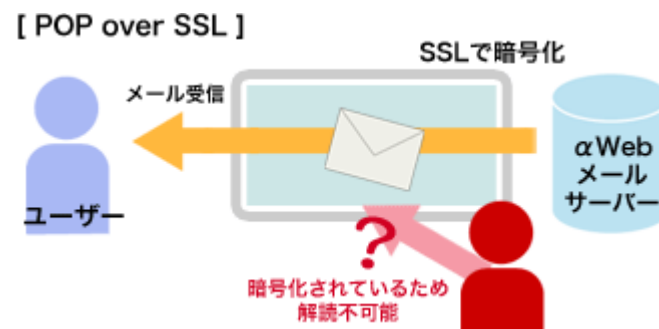 [ POP over SSL ]
SSLで暗号化
メール受信
αWeb
メール
サーバー
ユーザー
?
暗号化されているため
解読不可能